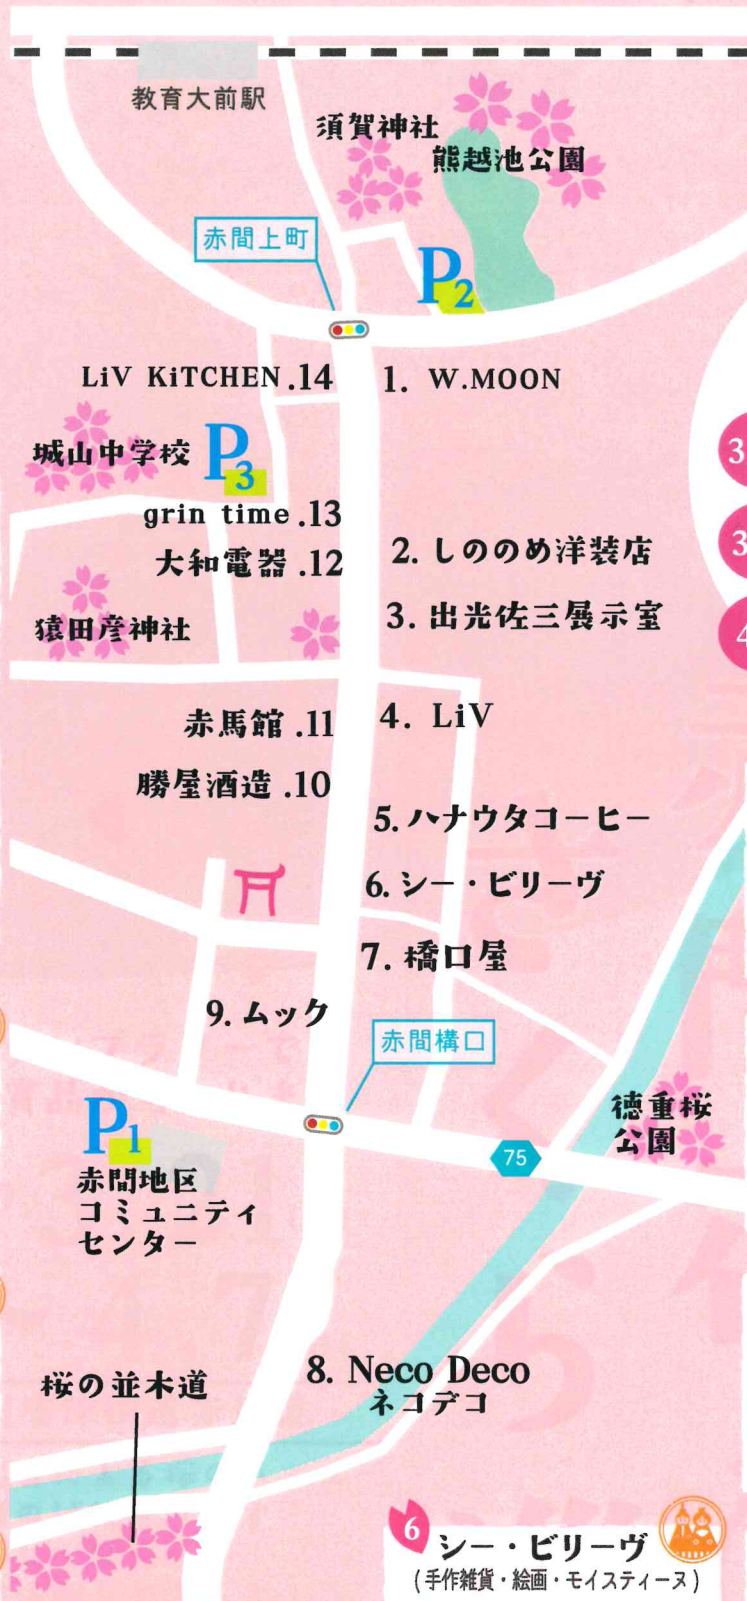 教育大前駅
須賀神社
熊越池公園
赤間上町
P2
LiV KiTCHEN .14
1. W.MOON
城山中学校
P3
3
grin time .13
大和電器 .12
2. しののめ洋装店
3
3. 出光佐三展示室
猿田彦神社
4
赤馬館 .11
4. LiV
勝屋酒造 .10
5. ハナウタコーヒー
6. シー・ビリーヴ
7. 橋口屋
9. ムック
赤間構口
P1
75
徳重桜
公園
赤間地区
コミュニティ
センター
8. Neco Deco
ネコデコ
桜の並木道
6 シー・ビリーヴ
(手作雑貨・絵画・モイスティーヌ)